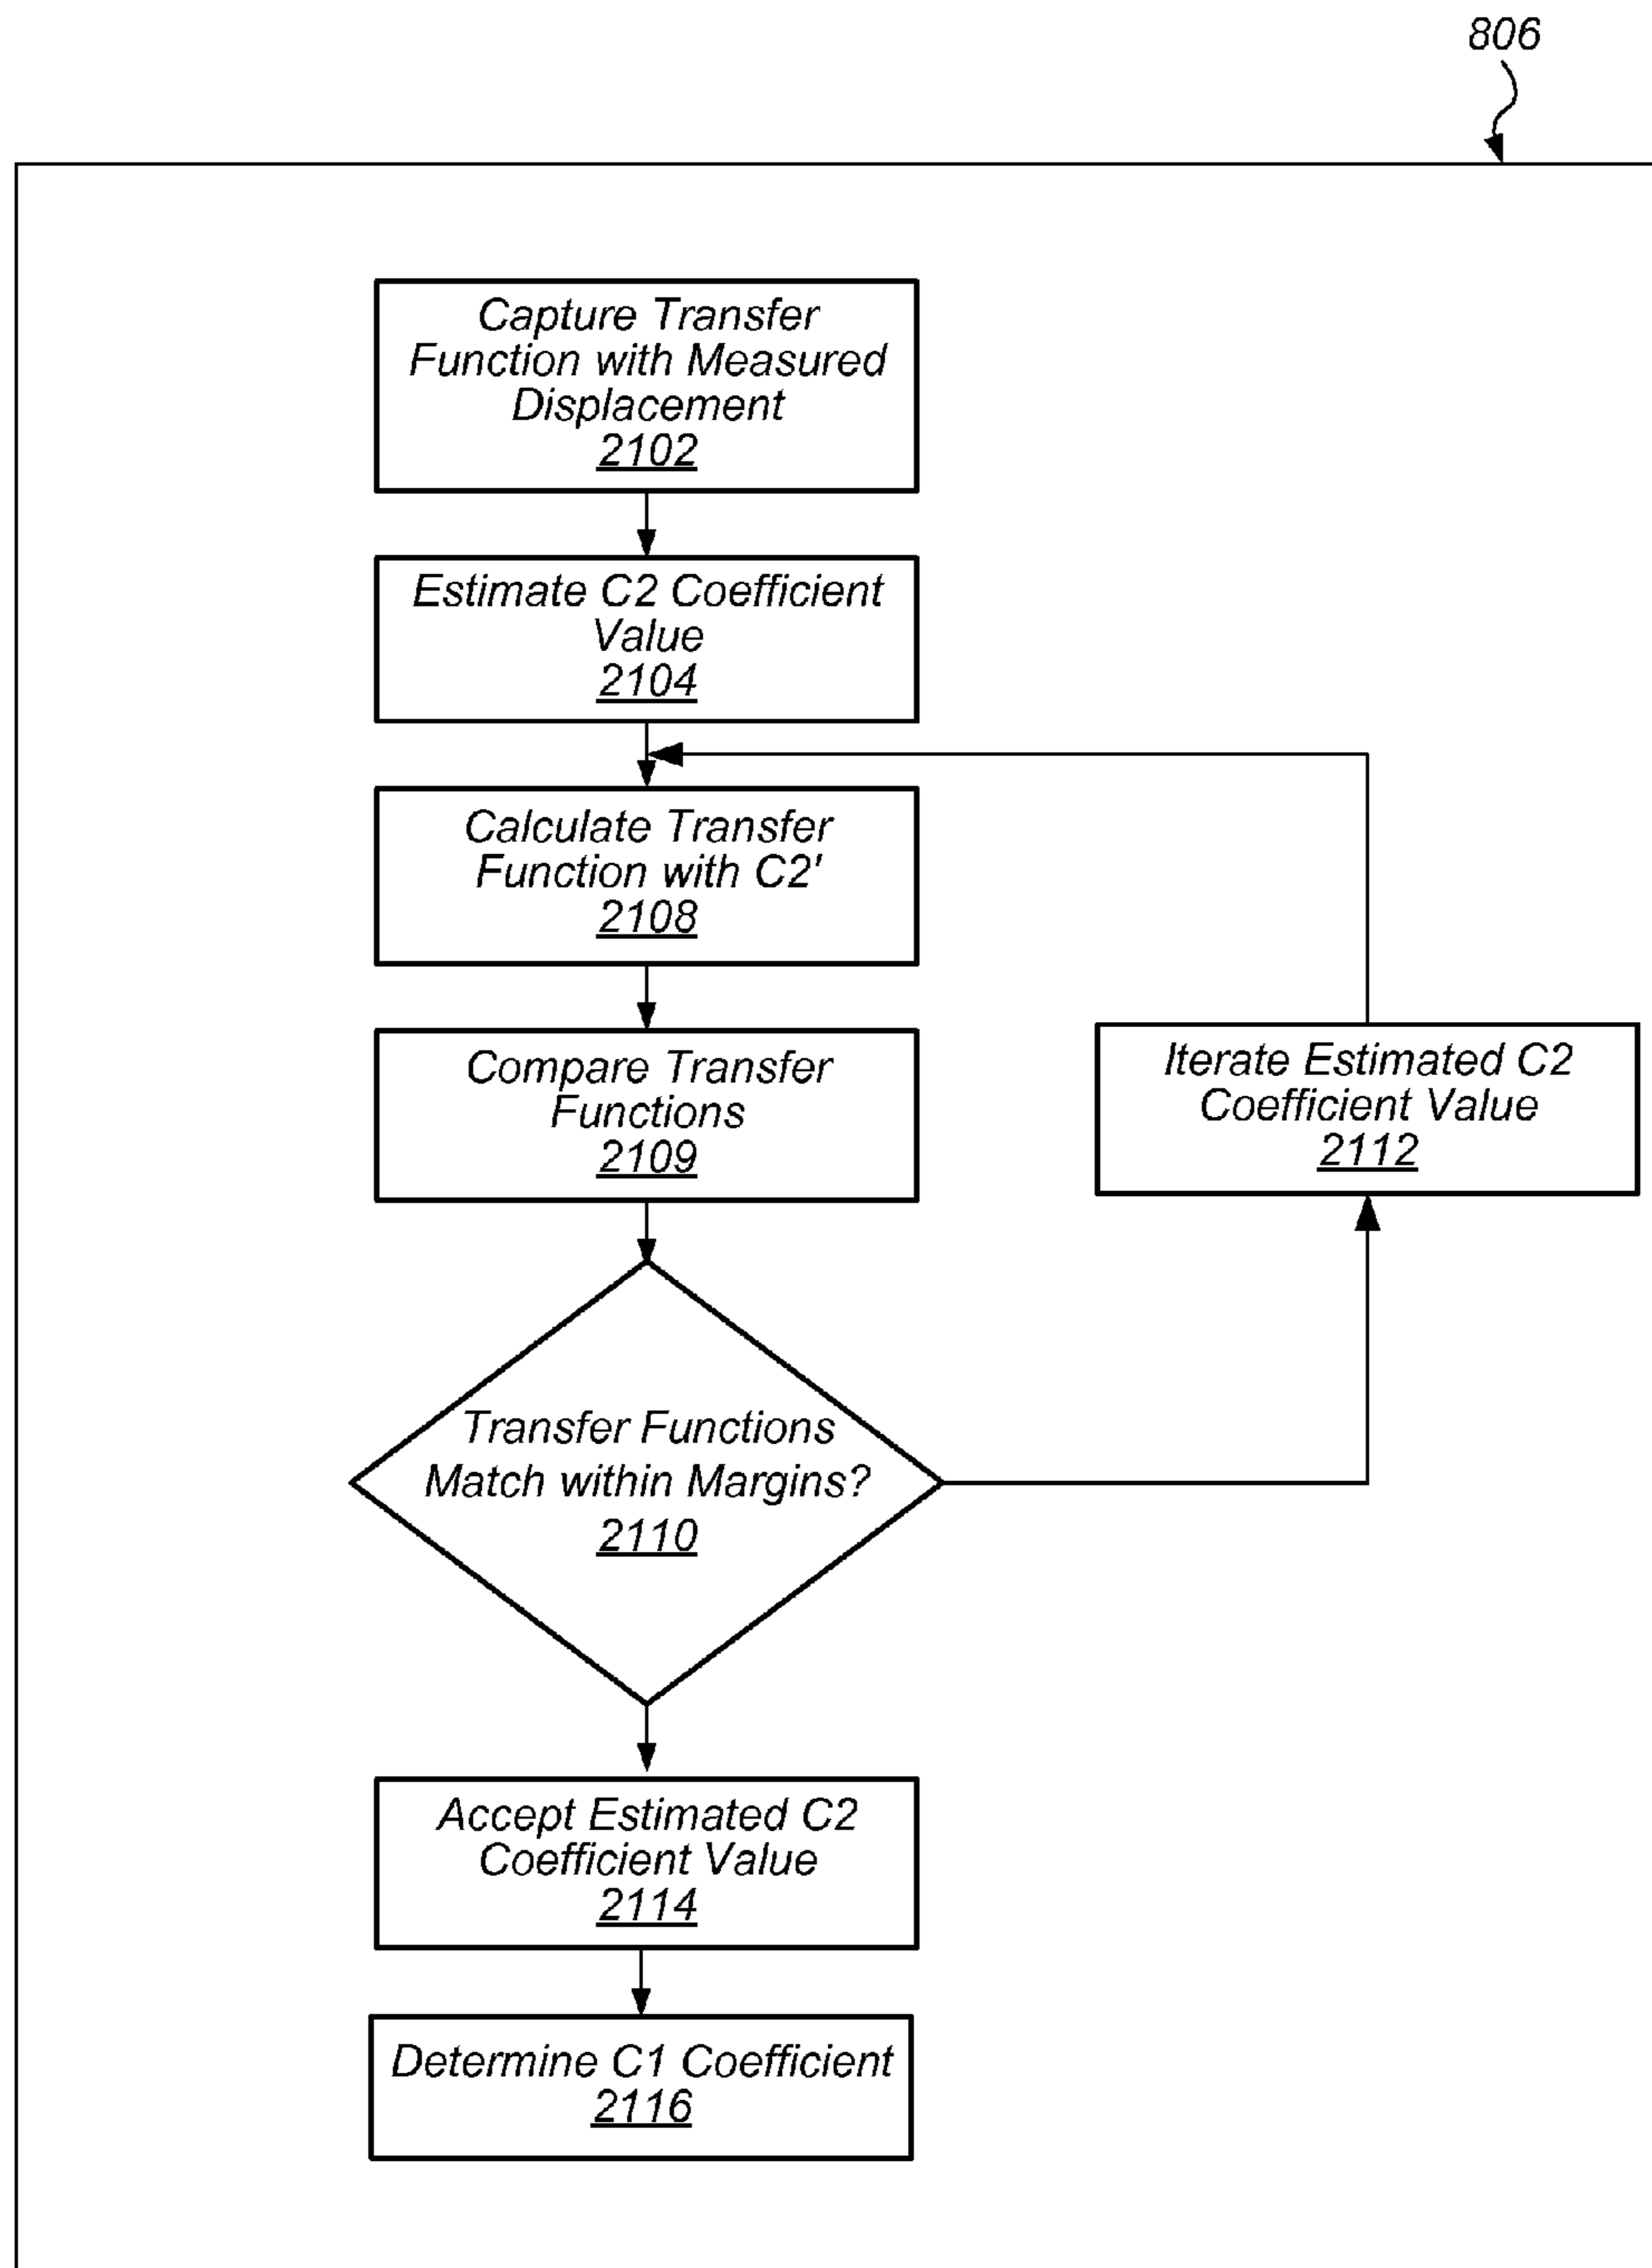 806
Capture Transfer
Function with Measured
Displacement
2102
Estimate C2 Coefficient
Value
2104
Calculate Transfer
Function with C2'
2108
Compare Transfer
Functions
2109
Iterate Estimated C2
Coefficient Value
2112
Transfer Functions
Match within Margins?
2110
Accept Estimated C2
Coefficient Value
2114
Determine C1 Coefficient
2116